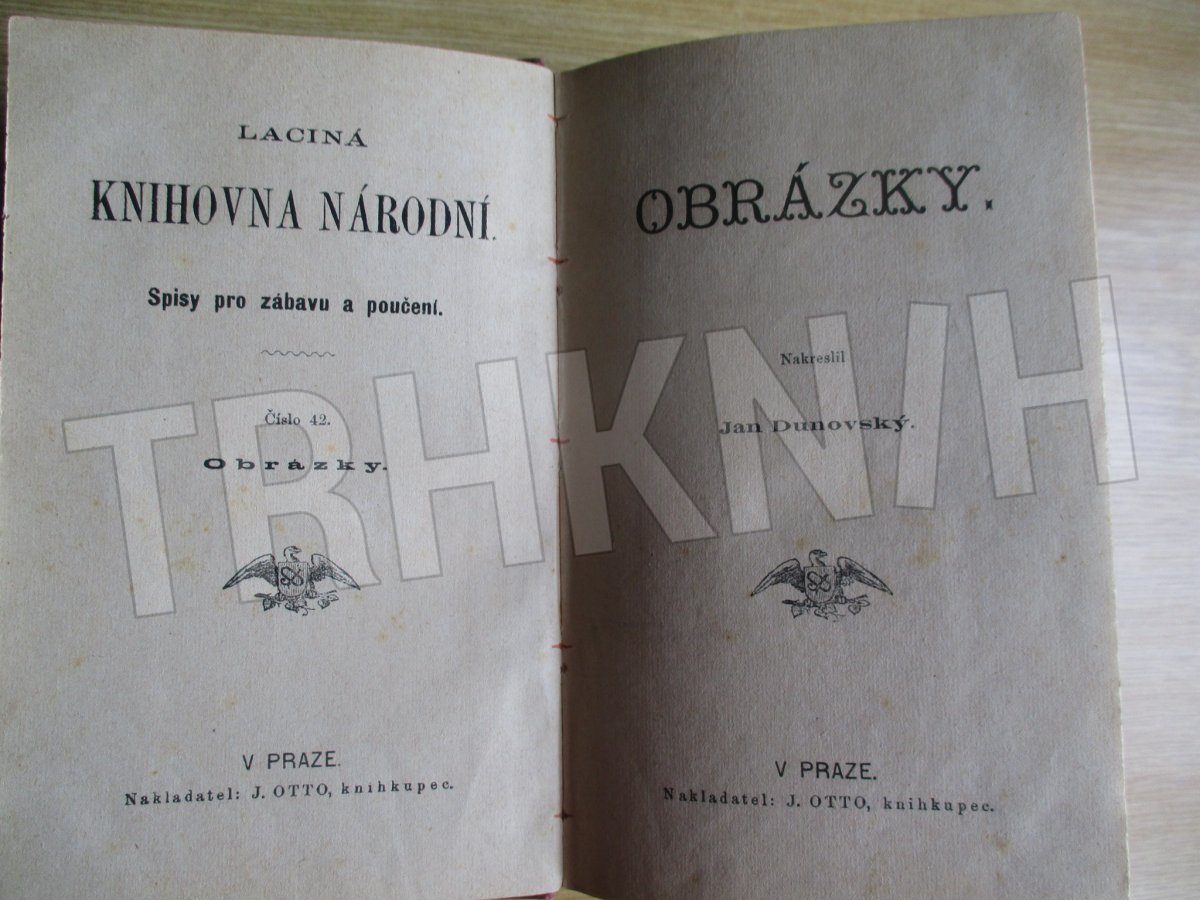 LACINÁ
KNIHOVNA NÁRODNÍ.
Spisy pro zábavu a poučení.
Číslo 42.
Obrázky.
V PRAZE.
Nakladatel: J. OTTO, knihkupec.
OBRÁZKY.
Nakreslil
Jan Dunovský.
V PRAZE.
Nakladatel: J. OTTO, knihkupec.
TRHKNIH